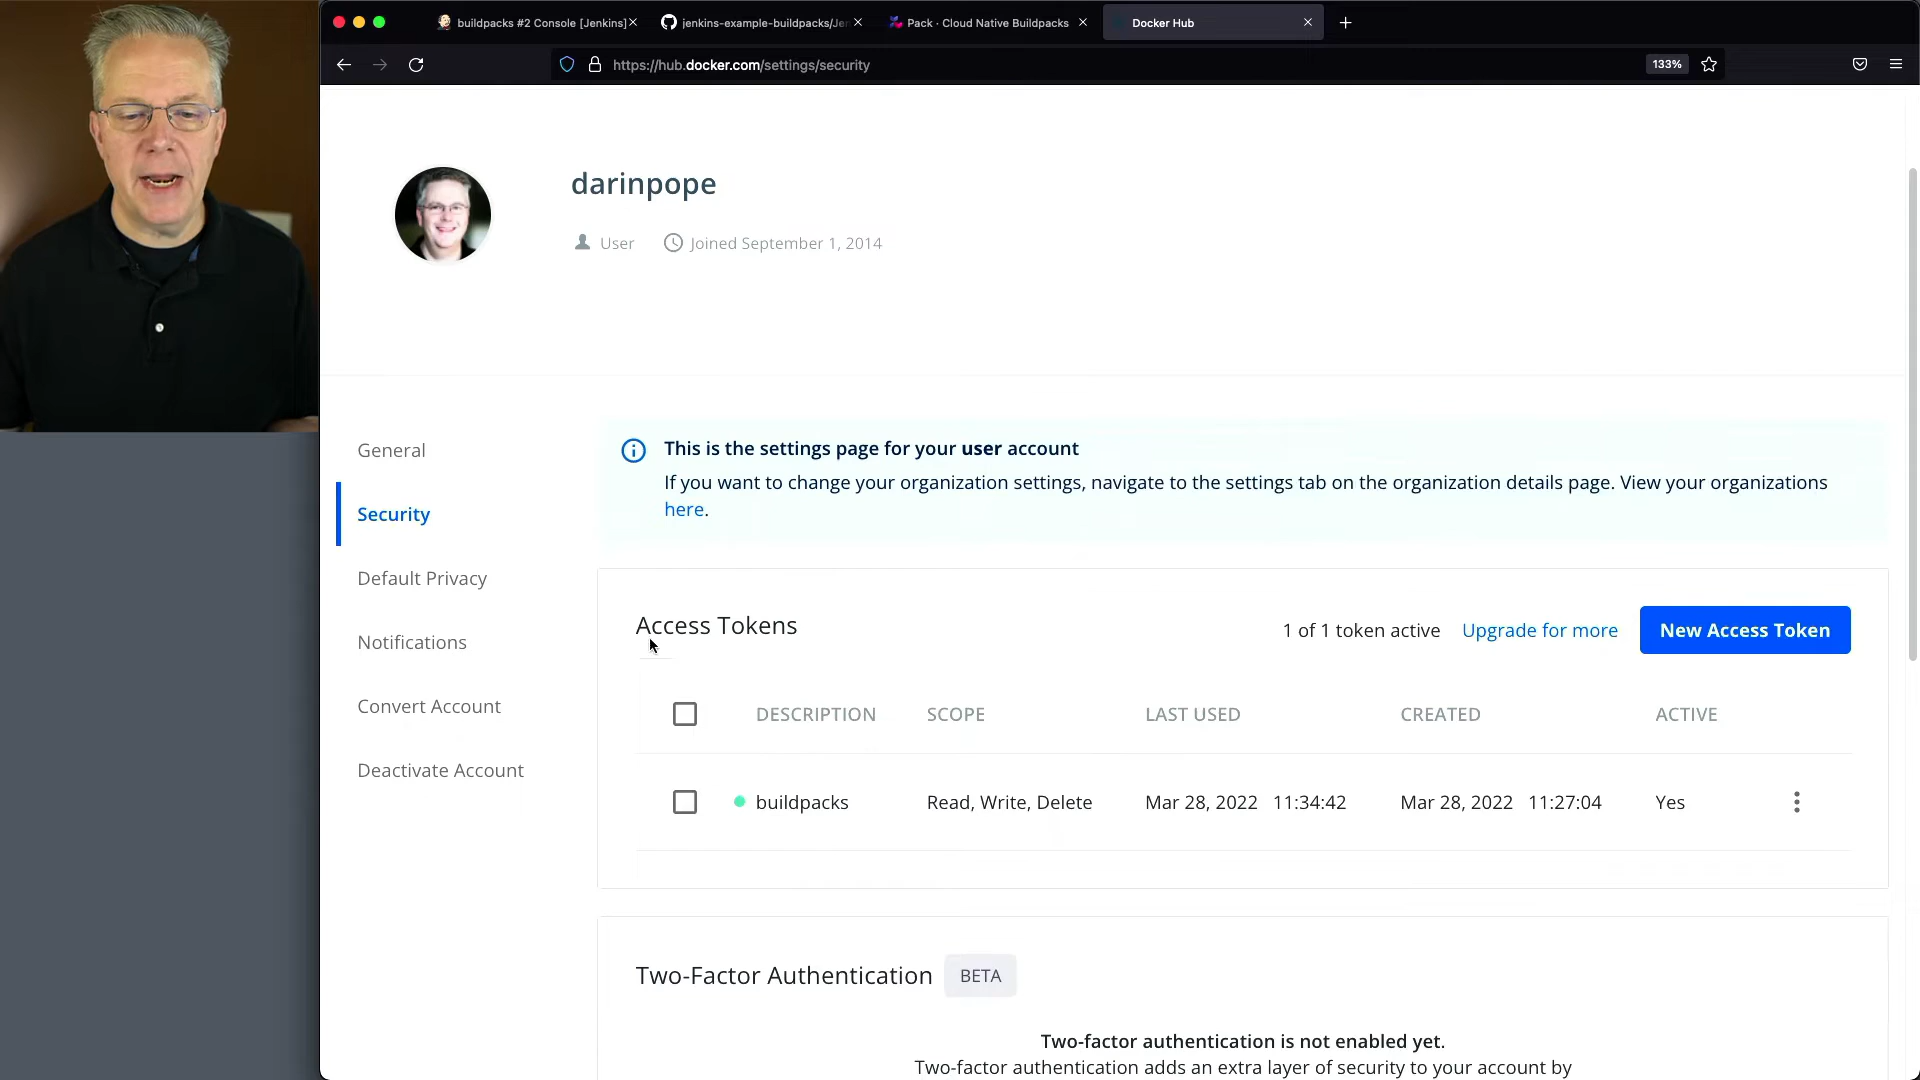 buildpacks #2 Console [Jenkins]
jenkins-example-buildpacks/Jen
Pack · Cloud Native Buildpacks
Docker Hub
https://hub.docker.com/settings/security
133%
darinpope
User
Joined September 1, 2014
General
Security
Default Privacy
Notifications
Convert Account
Deactivate Account
This is the settings page for your user account
If you want to change your organization settings, navigate to the settings tab on the organization details page. View your organizations
here.
Access Tokens
1 of 1 token active
Upgrade for more
New Access Token
DESCRIPTION SCOPE LAST USED CREATED ACTIVE
buildpacks Read, Write, Delete Mar 28, 2022 11:34:42 Mar 28, 2022 11:27:04 Yes
Two-Factor Authentication BETA
Two-factor authentication is not enabled yet.
Two-factor authentication adds an extra layer of security to your account by